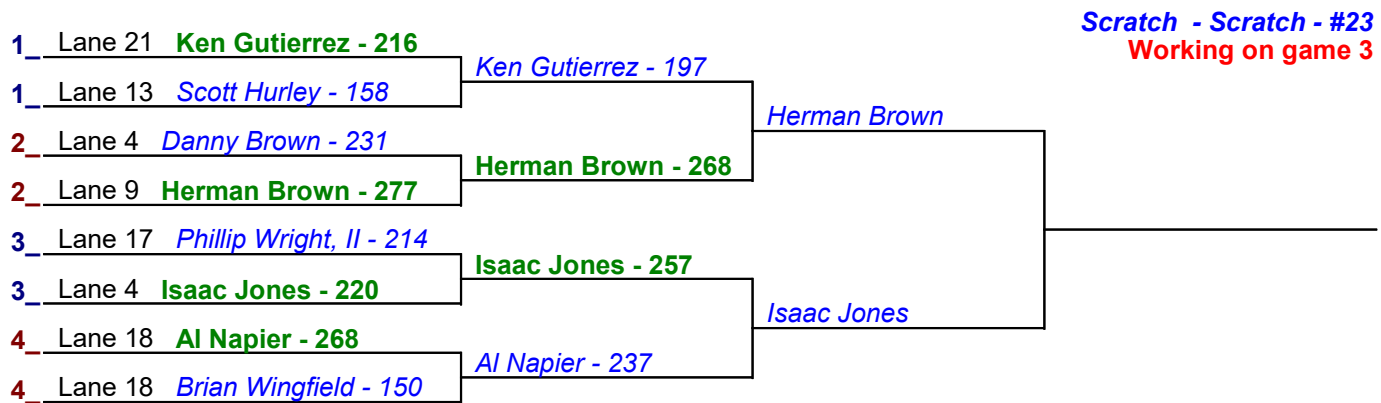 Scratch - Scratch - #23
Working on game 3
1_ Lane 21 Ken Gutierrez - 216
Ken Gutierrez - 197
1_ Lane 13 Scott Hurley - 158
Herman Brown
2_ Lane 4 Danny Brown - 231
Herman Brown - 268
2_ Lane 9 Herman Brown - 277
3_ Lane 17 Phillip Wright, II - 214
Isaac Jones - 257
3_ Lane 4 Isaac Jones - 220
Isaac Jones
4_ Lane 18 Al Napier - 268
Al Napier - 237
4_ Lane 18 Brian Wingfield - 150